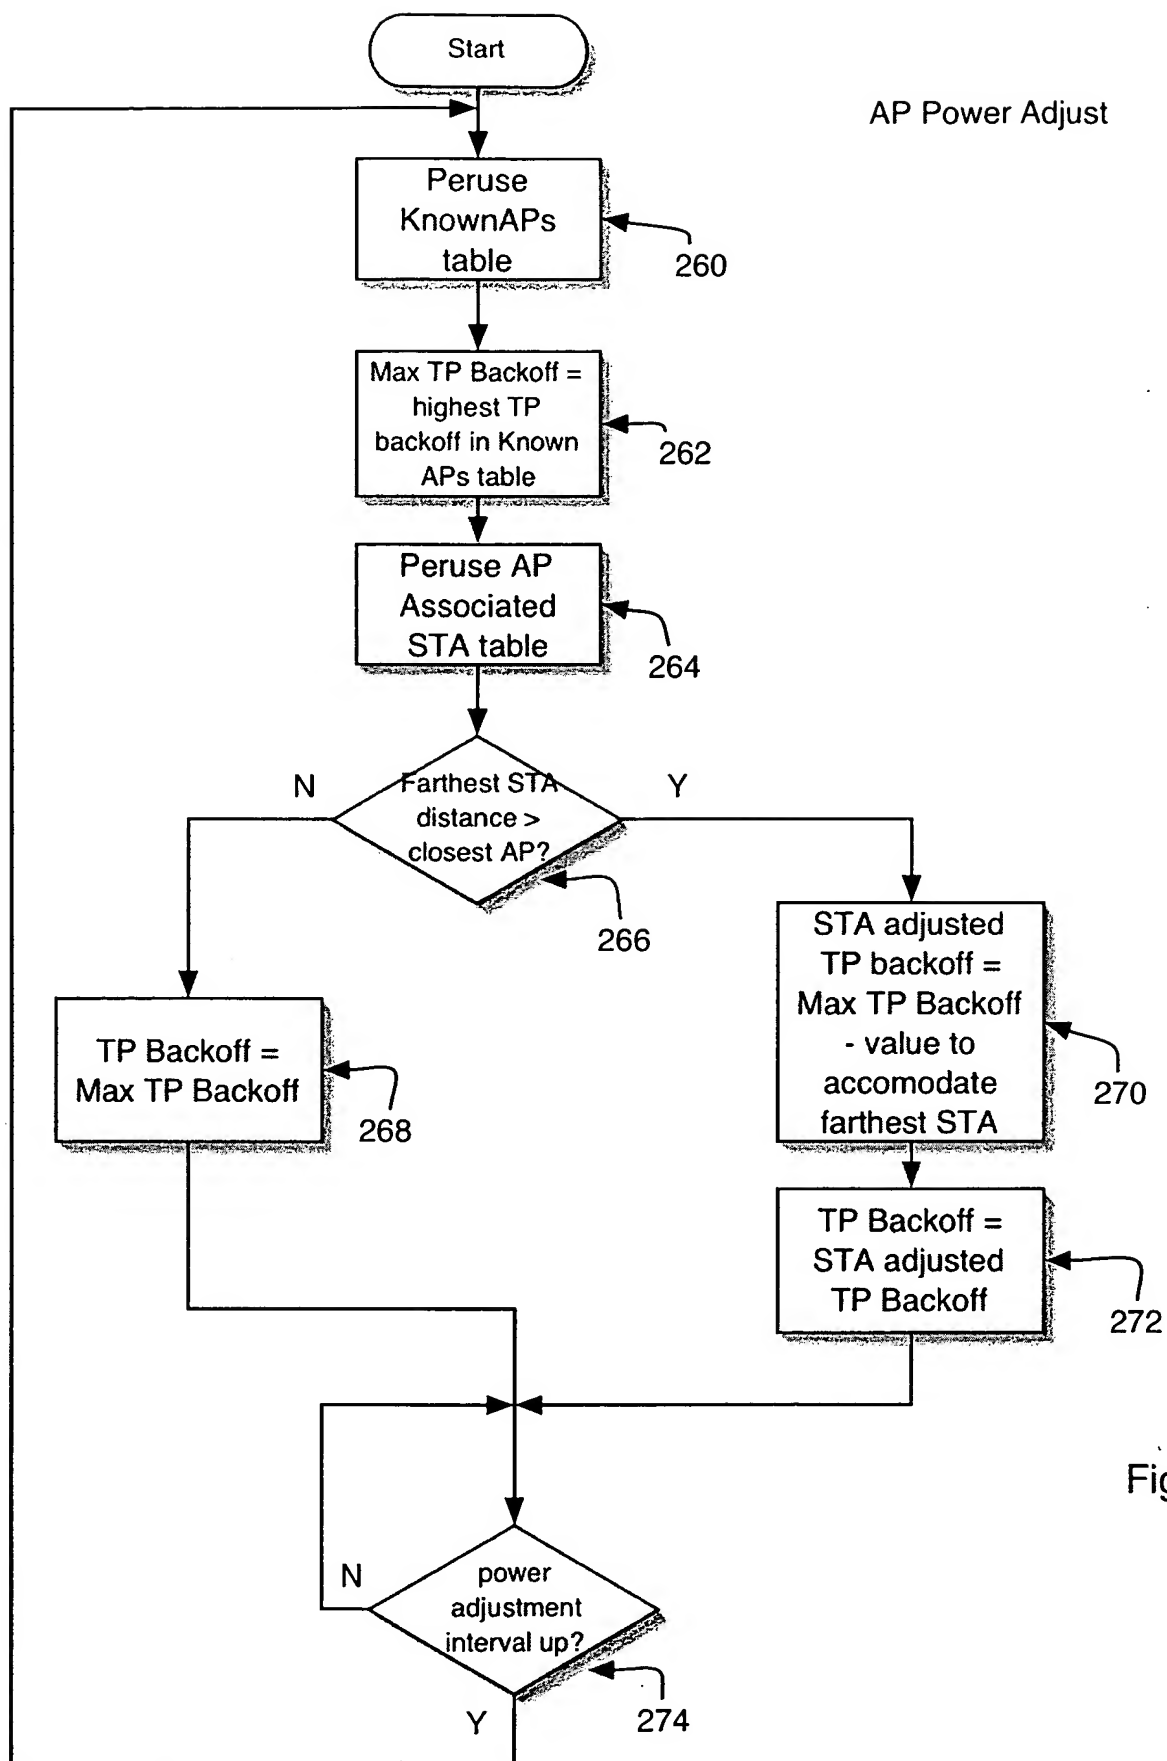 Start
AP Power Adjust
Peruse
KnownAPs
table
260
Max TP Backoff =
highest TP
backoff in Known
APs table
262
Peruse AP
Associated
STA table
264
N
Farthest STA
distance >
closest AP?
Y
266
STA adjusted
TP backoff =
Max TP Backoff
- value to
accomodate
farthest STA
270
TP Backoff =
Max TP Backoff
268
TP Backoff =
STA adjusted
TP Backoff
272
N
power
adjustment
interval up?
274
Y